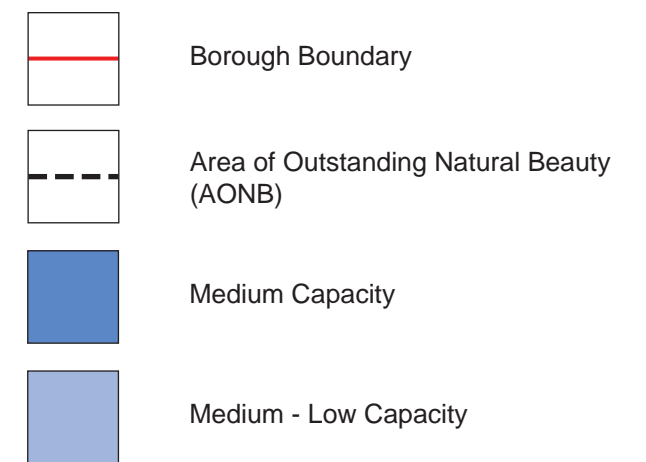 Borough Boundary
Area of Outstanding Natural Beauty
(AONB)
Medium Capacity
Medium - Low Capacity